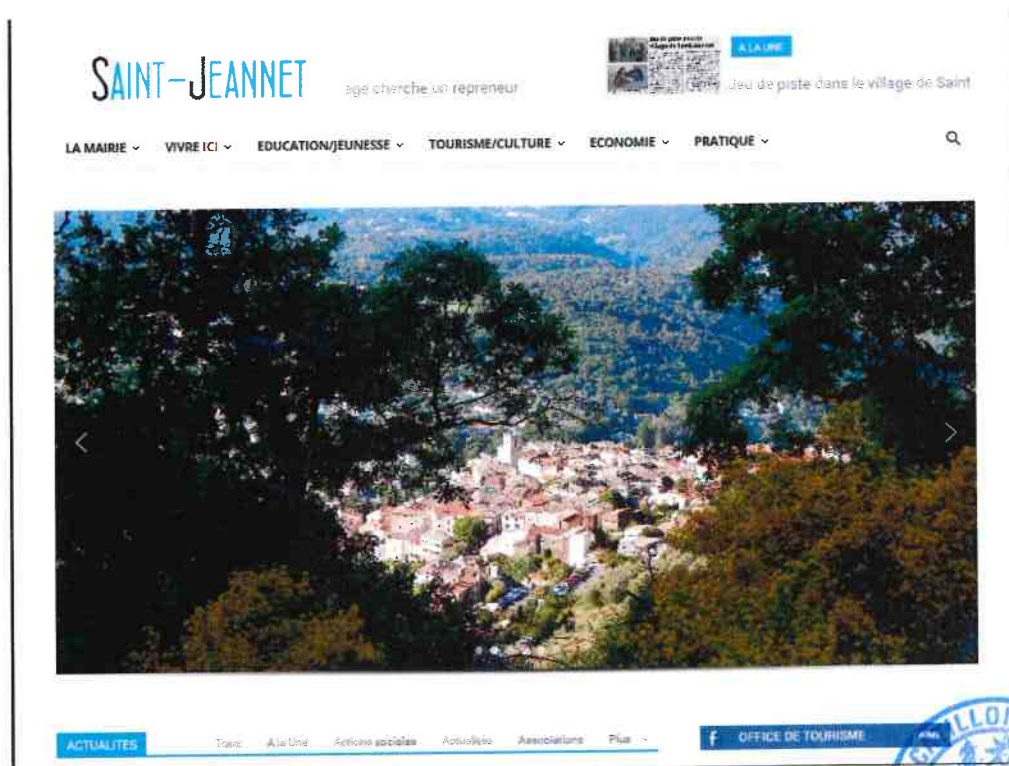 SAINT-JEANNET
age cherche un repreneur
A LA UNE
Jeu de piste dans le village de Saint
LA MAIRIE
VIVRE ICI
EDUCATION/JEUNESSE
TOURISME/CULTURE
ECONOMIE
PRATIQUE
ACTUALITES
Tous
A la Une
Actions sociales
Actualités
Associations
Plus
f OFFICE DE TOURISME